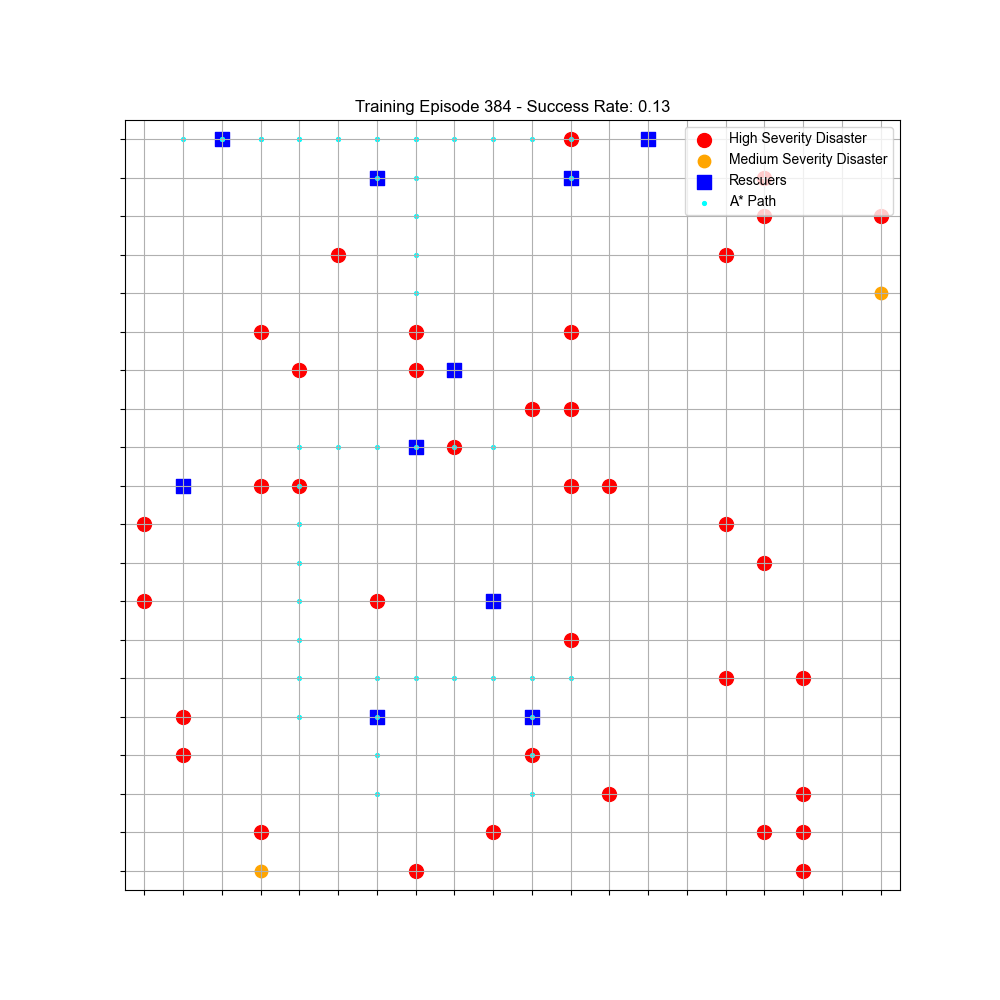 Training Episode 384 - Success Rate: 0.13
High Severity Disaster
Medium Severity Disaster
Rescuers
A* Path